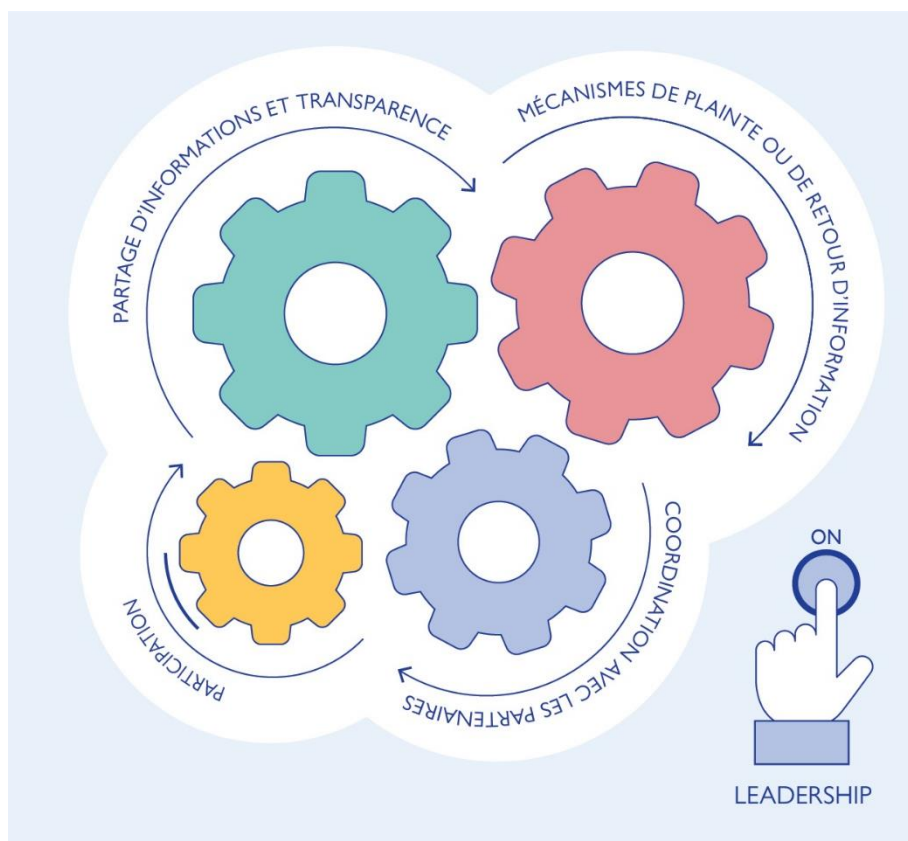 PARTAGE D'INFORMATIONS ET TRANSPARENCE
MÉCANISMES DE PLAINTE OU DE RETOUR D'INFORMATION
COORDINATION AVEC LES PARTENAIRES
PARTICIPATION
ON
LEADERSHIP